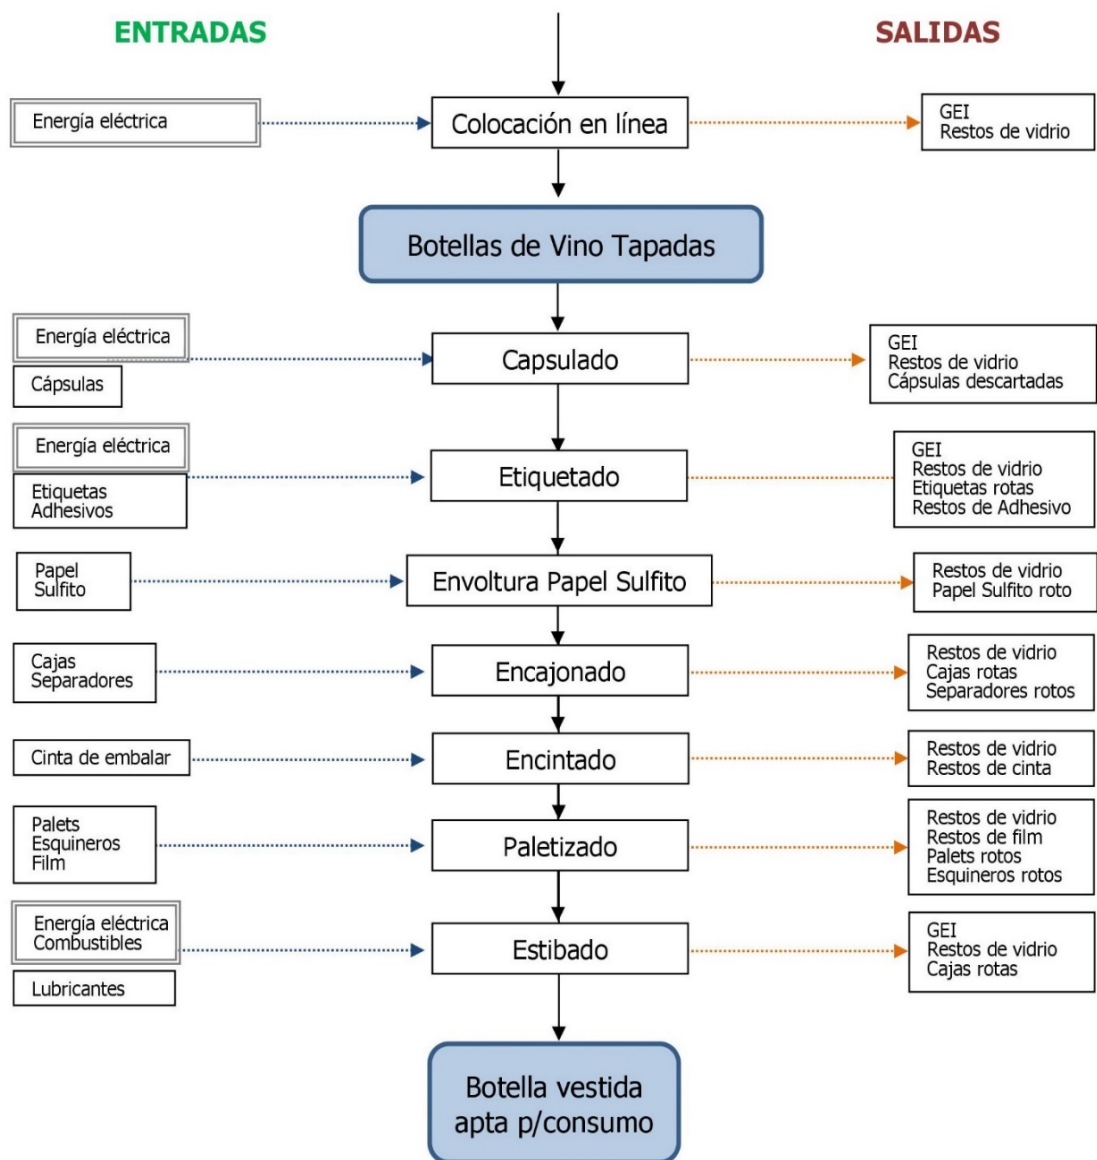 ENTRADAS
SALIDAS
Energía eléctrica
Colocación en línea
GEI
Restos de vidrio
Botellas de Vino Tapadas
Energía eléctrica
Cápsulas
Capsulado
GEI
Restos de vidrio
Cápsulas descartadas
Energía eléctrica
Etiquetas
Adhesivos
Etiquetado
GEI
Restos de vidrio
Etiquetas rotas
Restos de Adhesivo
Papel
Sulfito
Envoltura Papel Sulfito
Restos de vidrio
Papel Sulfito roto
Cajas
Separadores
Encajonado
Restos de vidrio
Cajas rotas
Separadores rotos
Cinta de embalar
Encintado
Restos de vidrio
Restos de cinta
Palets
Esquineros
Film
Paletizado
Restos de vidrio
Restos de film
Palets rotos
Esquineros rotos
Energía eléctrica
Combustibles
Lubricantes
Estibado
GEI
Restos de vidrio
Cajas rotas
Botella vestida
apta p/consumo